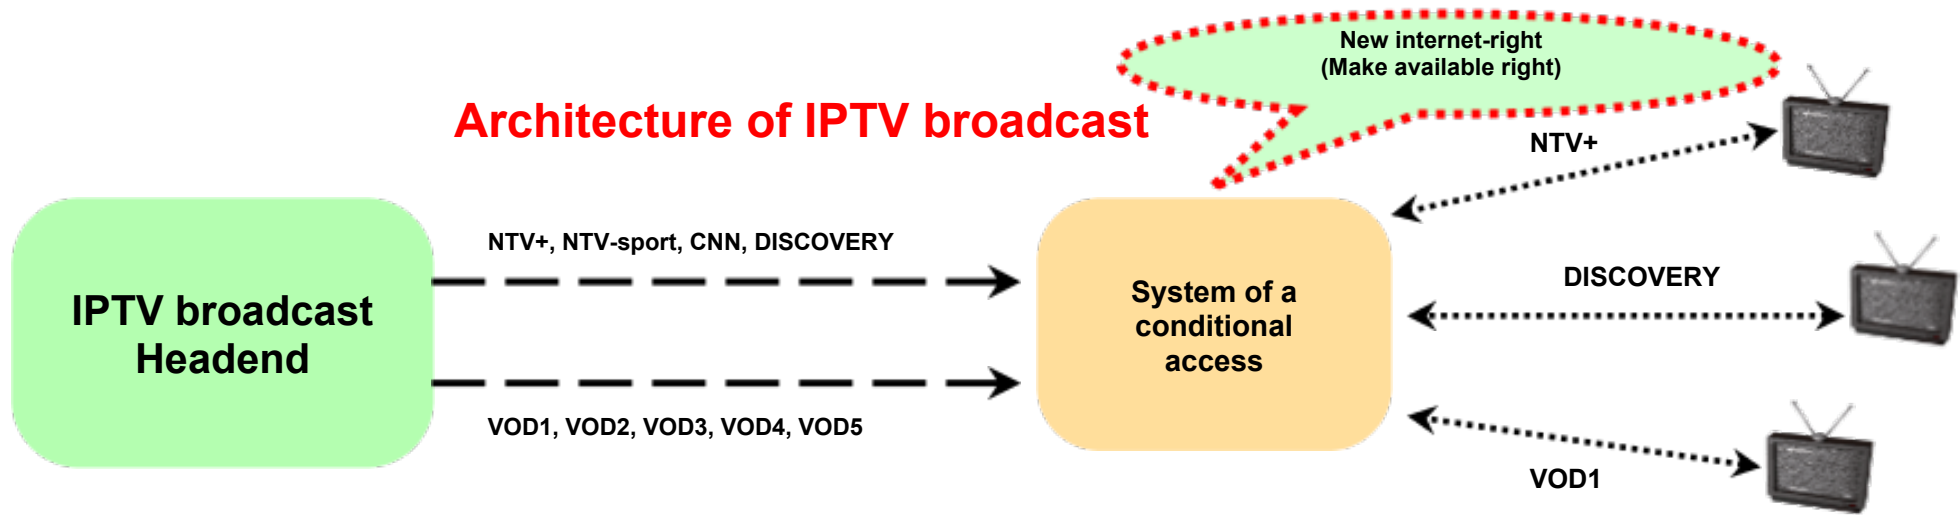 New internet-right
(Make available right)
Architecture of IPTV broadcast
NTV+
NTV+, NTV-sport, CNN, DISCOVERY
IPTV broadcast
Headend
System of a
conditional
access
DISCOVERY
VOD1, VOD2, VOD3, VOD4, VOD5
VOD1